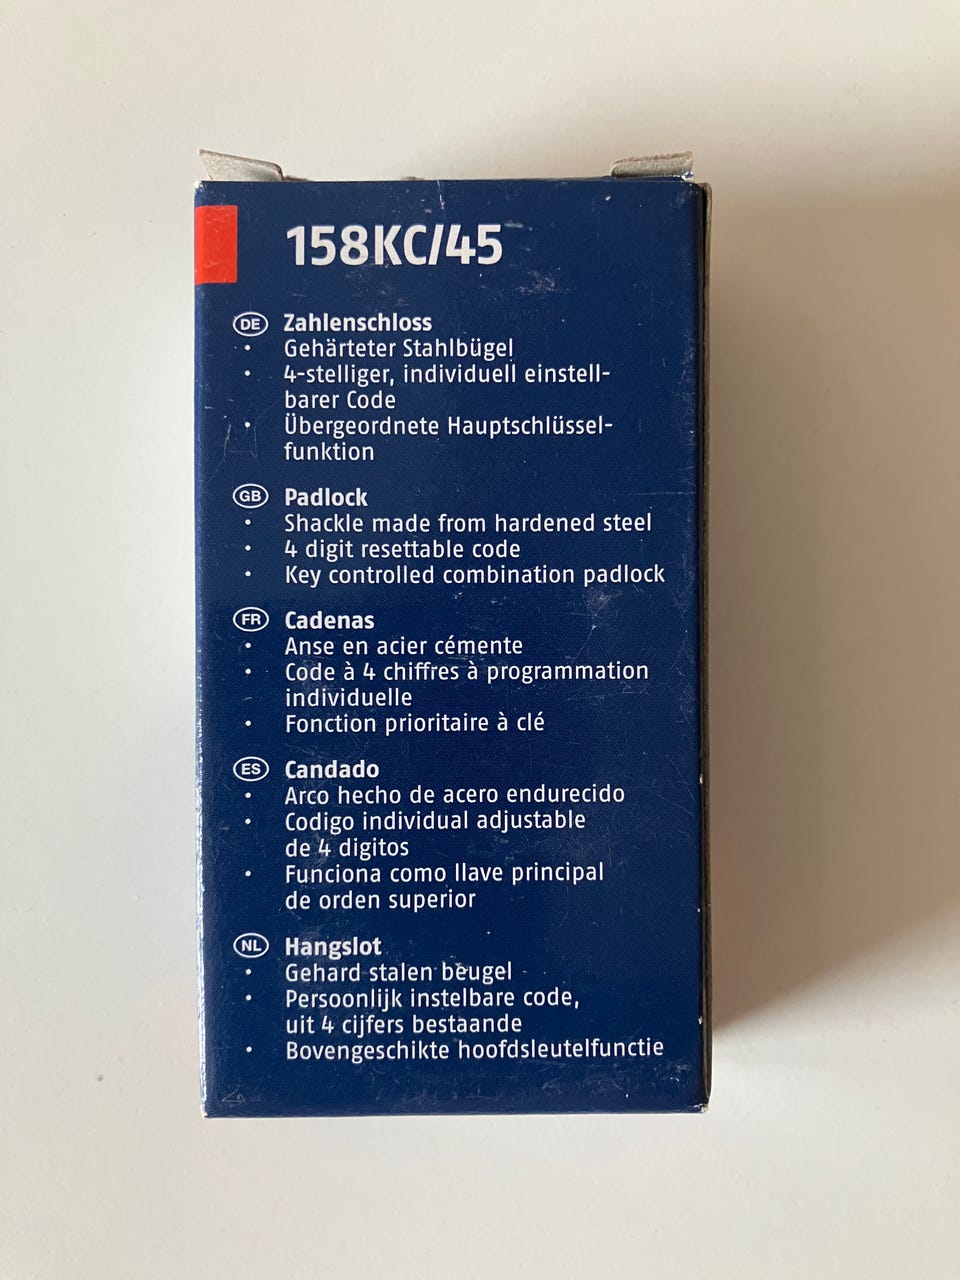 158KC/45
DE Zahlenschloss
• Gehärteter Stahlbügel
• 4-stelliger, individuell einstell-
barer Code
• Übergeordnete Hauptschlüssel-
funktion
GB Padlock
• Shackle made from hardened steel
• 4 digit resettable code
• Key controlled combination padlock
FR Cadenas
• Anse en acier cémente
• Code à 4 chiffres à programmation
individuelle
• Fonction prioritaire à clé
ES Candado
• Arco hecho de acero endurecido
• Codigo individual adjustable
de 4 digitos
• Funciona como llave principal
de orden superior
NL Hangslot
• Gehard stalen beugel
• Persoonlijk instelbare code,
uit 4 cijfers bestaande
• Bovengeschikte hoofdsleutelfunctie